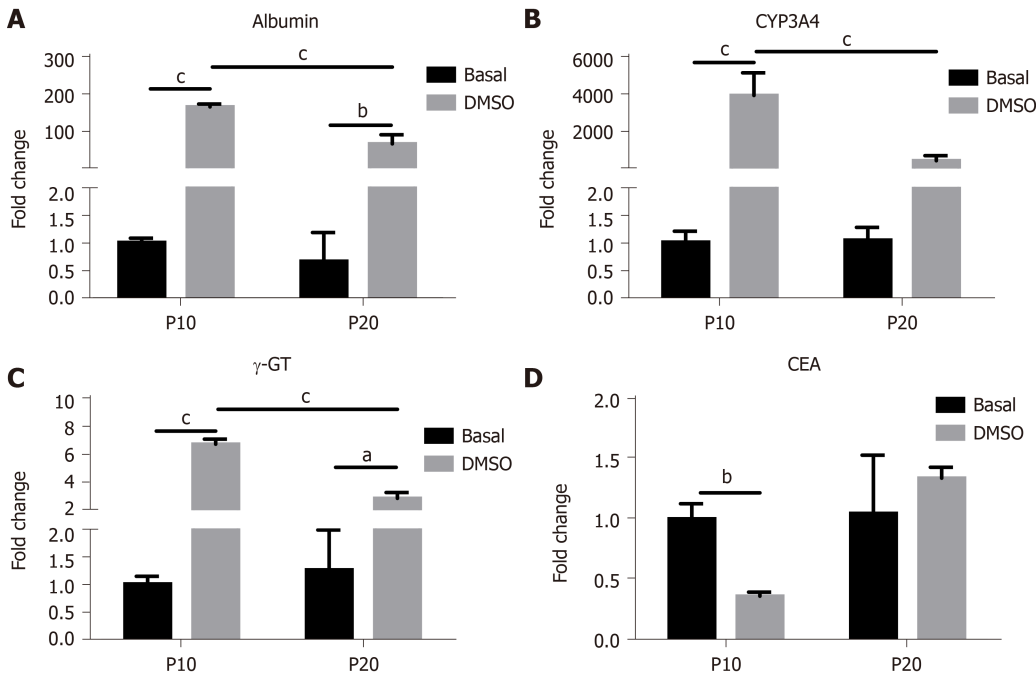 A
Albumin
300
200
100
2.0
1.5
1.0
0.5
0.0
Fold change
c
c
b
Basal
DMSO
P10
P20
B
CYP3A4
6000
4000
2000
2.0
1.5
1.0
0.5
0.0
Fold change
c
c
Basal
DMSO
P10
P20
C
γ-GT
10
8
6
4
2
2.0
1.5
1.0
0.5
0.0
Fold change
c
c
a
Basal
DMSO
P10
P20
D
CEA
2.0
1.5
1.0
0.5
0.0
Fold change
b
Basal
DMSO
P10
P20